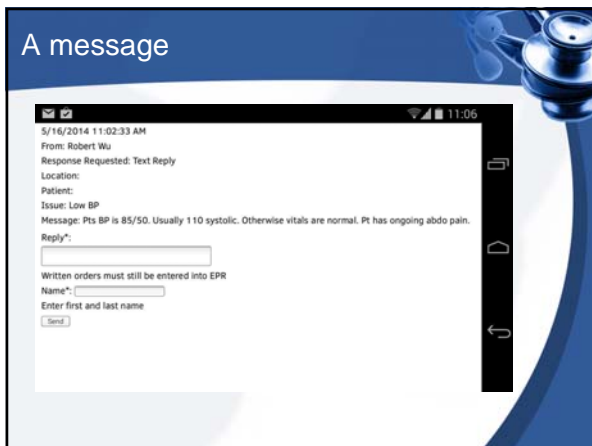 A message
11:06
5/16/2014 11:02:33 AM
From: Robert Wu
Response Requested: Text Reply
Location:
Patient:
Issue: Low BP
Message: Pts BP is 85/50. Usually 110 systolic. Otherwise vitals are normal. Pt has ongoing abdo pain.
Reply*:
Written orders must still be entered into EPR
Name*:
Enter first and last name
Send